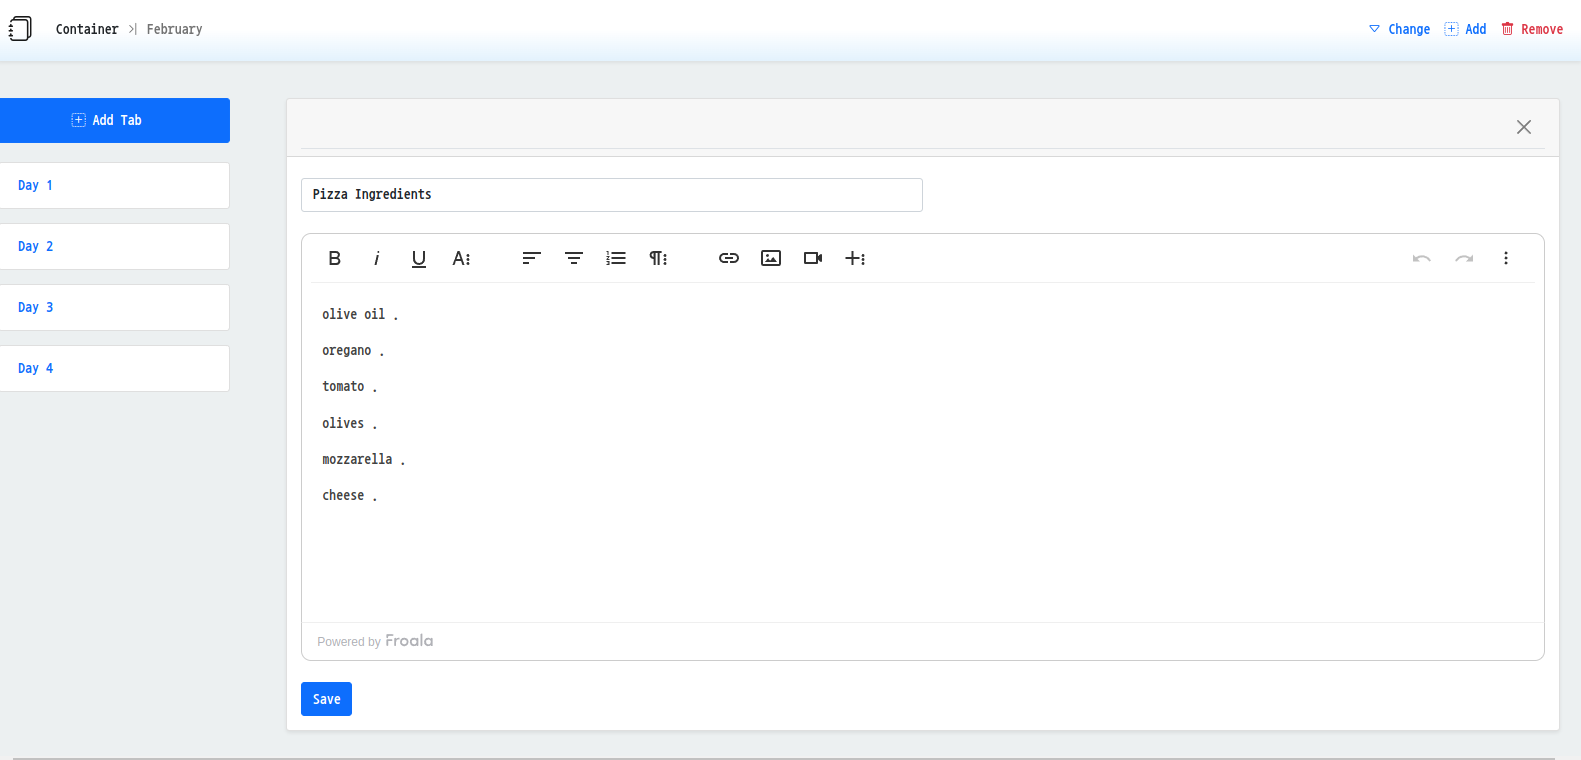 Container > February
Change Add Remove
Add Tab
Day 1
Day 2
Day 3
Day 4
Pizza Ingredients
B i U A
olive oil .
oregano .
tomato .
olives .
mozzarella .
cheese .
Powered by Froala
Save